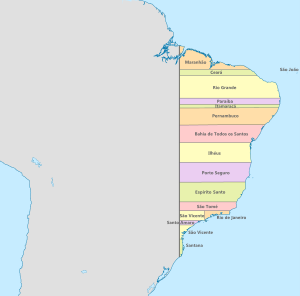 Maranhão
São João
Ceará
Rio Grande
Paraíba
Itamaracá
Pernambuco
Bahia de Todos os Santos
Ilhéus
Porto Seguro
Espírito Santo
São Tomé
São Vicente
Rio de Janeiro
Santo Amaro
São Vicente
Santana